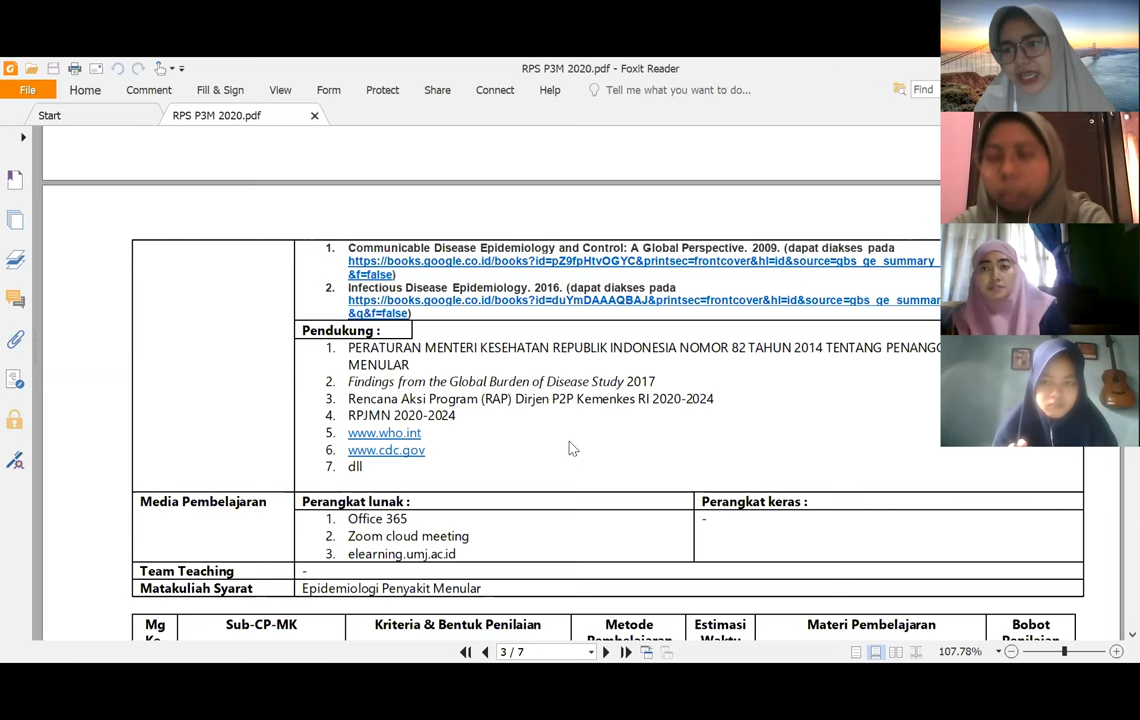 RPS P3M 2020.pdf - Foxit Reader
File Home Comment Fill & Sign View Form Protect Share Connect Help Tell me what you want to do... Find
Start RPS P3M 2020.pdf
1. Communicable Disease Epidemiology and Control: A Global Perspective. 2009. (dapat diakses pada
https://books.google.co.id/books?id=pZ9fpHtvOGYC&printsec=frontcover&hl=id&source=gbs_ge_summary_
&f=false)
2. Infectious Disease Epidemiology. 2016. (dapat diakses pada
https://books.google.co.id/books?id=duYmDAAAQBAJ&printsec=frontcover&hl=id&source=gbs_ge_summar
&q&f=false)
Pendukung :
1. PERATURAN MENTERI KESEHATAN REPUBLIK INDONESIA NOMOR 82 TAHUN 2014 TENTANG PENANGG
MENULAR
2. Findings from the Global Burden of Disease Study 2017
3. Rencana Aksi Program (RAP) Dirjen P2P Kemenkes RI 2020-2024
4. RPJMN 2020-2024
5. www.who.int
6. www.cdc.gov
7. dll
Media Pembelajaran Perangkat lunak : Perangkat keras :
1. Office 365 -
2. Zoom cloud meeting
3. elearning.umj.ac.id
Team Teaching -
Matakuliah Syarat Epidemiologi Penyakit Menular
Mg Sub-CP-MK Kriteria & Bentuk Penilaian Metode Estimasi Materi Pembelajaran Bobot
Ke Pembelajaran Waktu Penilaian
3 / 7 107.78%